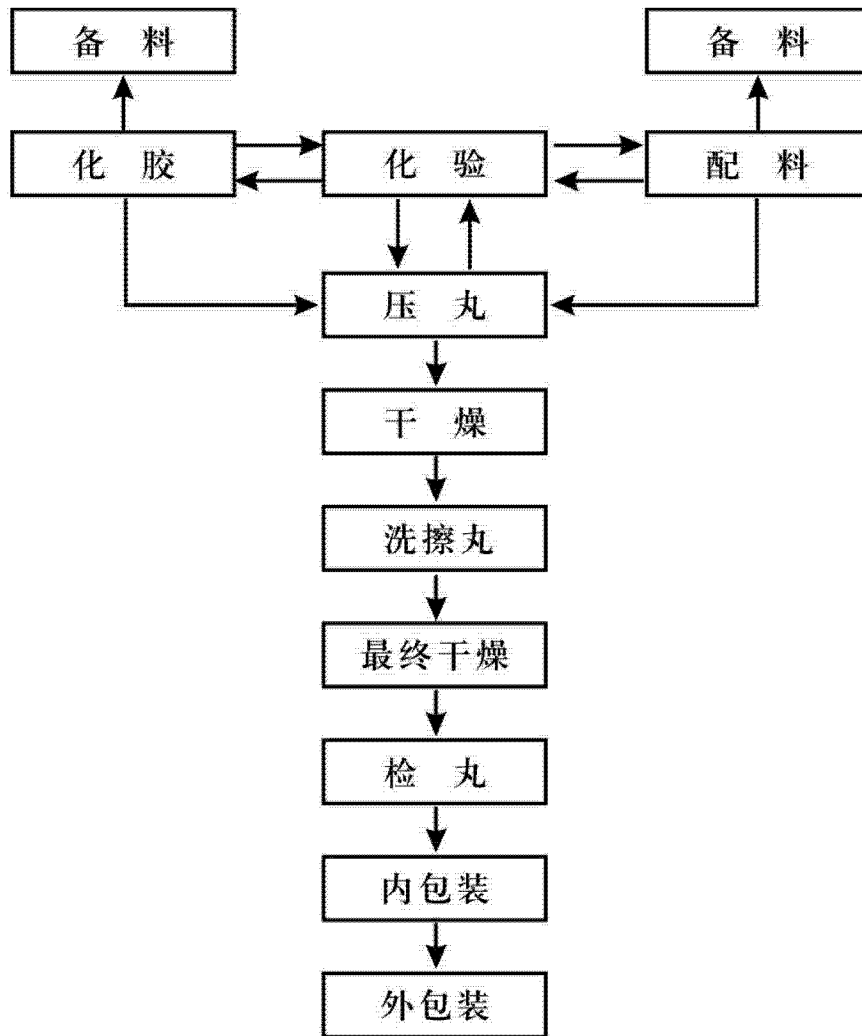 备 料
备 料
化 胶
化 验
配 料
压 丸
干 燥
洗擦丸
最终干燥
检 丸
内包装
外包装